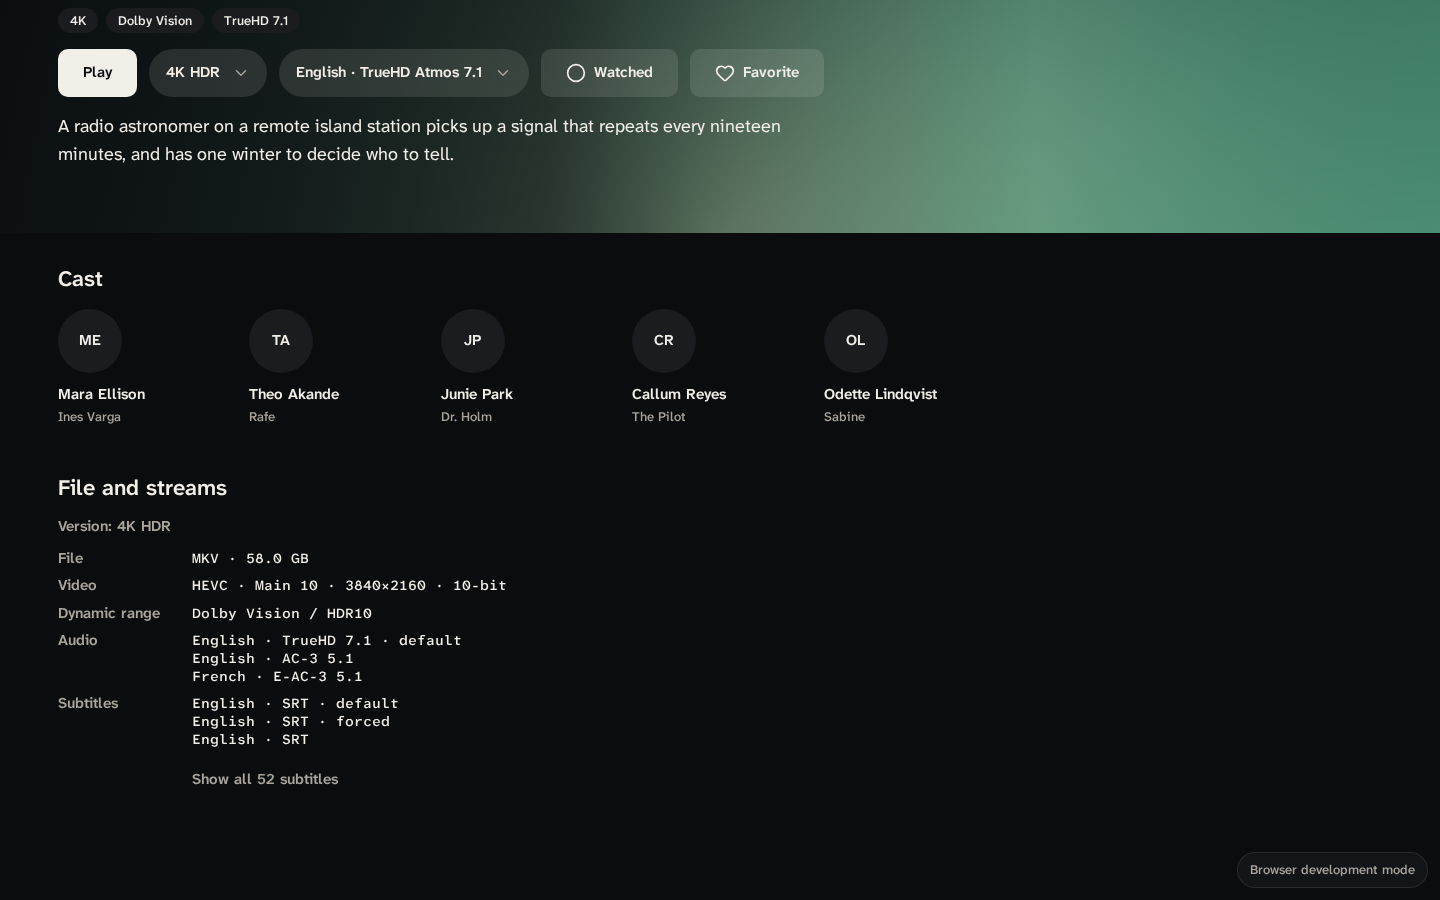 4K Dolby Vision TrueHD 7.1
Play 4K HDR English · TrueHD Atmos 7.1 Watched Favorite
A radio astronomer on a remote island station picks up a signal that repeats every nineteen
minutes, and has one winter to decide who to tell.
Cast
ME TA JP CR OL
Mara Ellison Theo Akande Junie Park Callum Reyes Odette Lindqvist
Ines Varga Rafe Dr. Holm The Pilot Sabine
File and streams
Version: 4K HDR
File MKV · 58.0 GB
Video HEVC · Main 10 · 3840×2160 · 10-bit
Dynamic range Dolby Vision / HDR10
Audio English · TrueHD 7.1 · default
English · AC-3 5.1
French · E-AC-3 5.1
Subtitles English · SRT · default
English · SRT · forced
English · SRT
Show all 52 subtitles
Browser development mode